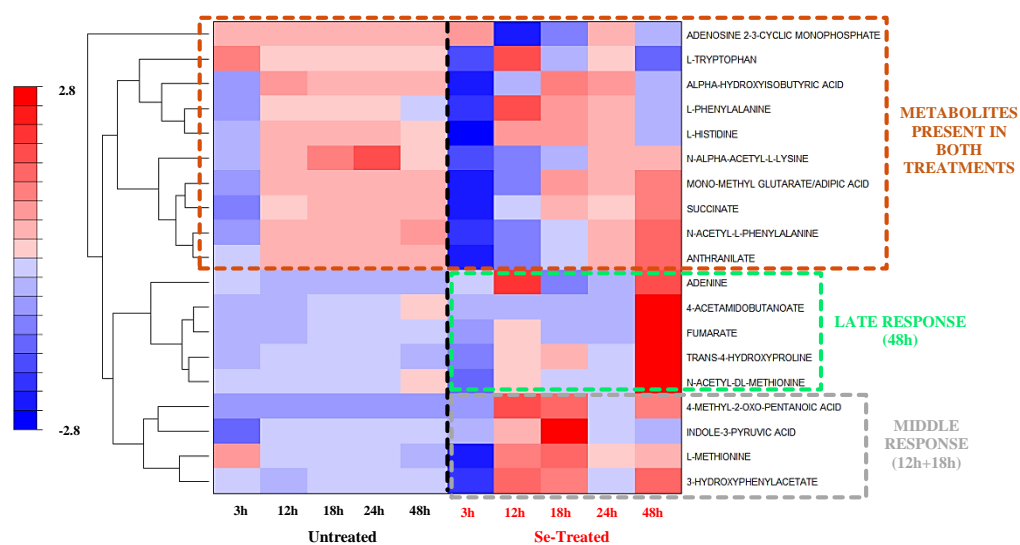 2.8
-2.8
ADENOSINE 2-3-CYCLIC MONOPHOSPHATE
L-TRYPTOPHAN
ALPHA-HYDROXYISOBUTYRIC ACID
L-PHENYLALANINE
L-HISTIDINE
N-ALPHA-ACETYL-L-LYSINE
MONO-METHYL GLUTARATE/ADIPIC ACID
SUCCINATE
N-ACETYL-L-PHENYLALANINE
ANTHRANILATE
ADENINE
4-ACETAMIDOBUTANOATE
FUMARATE
TRANS-4-HYDROXYPROLINE
N-ACETYL-DL-METHIONINE
4-METHYL-2-OXO-PENTANOIC ACID
INDOLE-3-PYRUVIC ACID
L-METHIONINE
3-HYDROXYPHENYLACETATE
METABOLITES
PRESENT IN
BOTH
TREATMENTS
LATE RESPONSE
(48h)
MIDDLE
RESPONSE
(12h+18h)
3h 12h 18h 24h 48h 3h 12h 18h 24h 48h
Untreated Se-Treated